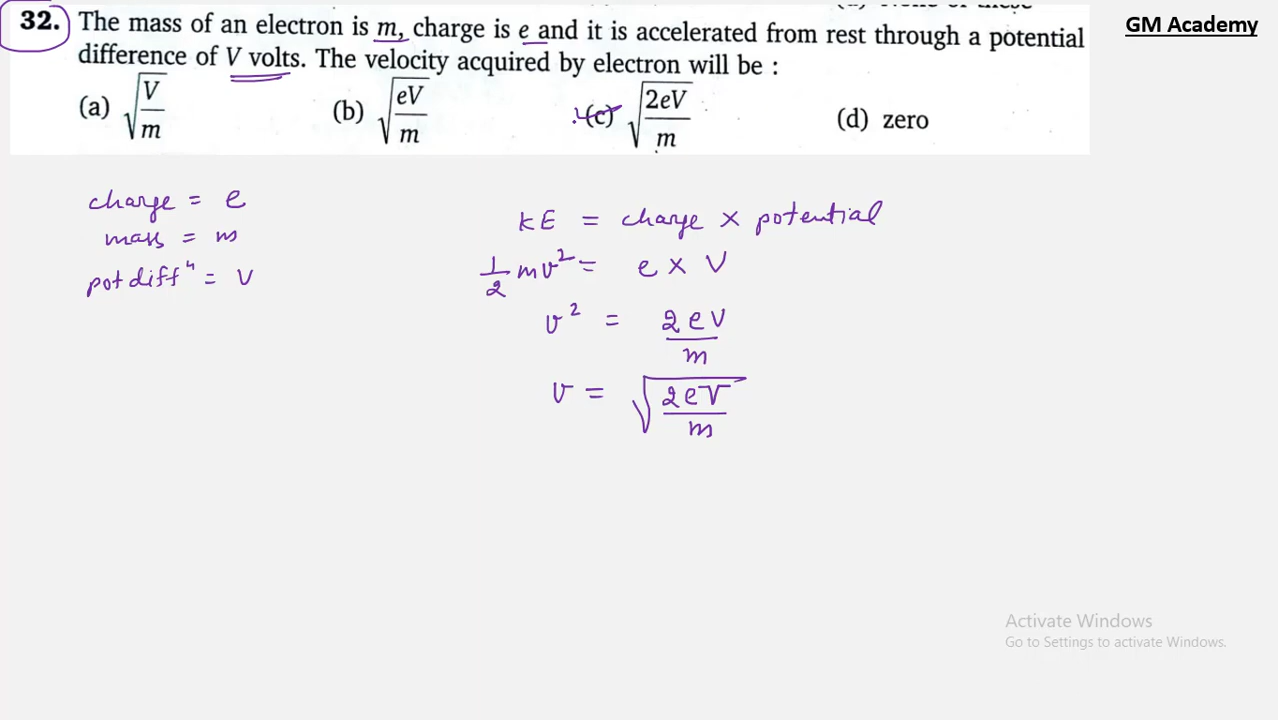 GM Academy
32. The mass of an electron is m, charge is e and it is accelerated from rest through a potential
difference of V volts. The velocity acquired by electron will be :
(a) √(V/m) (b) √(eV/m) (c) √(2eV/m) (d) zero
charge = e
mass = m
pot diffⁿ = V
KE = charge × potential
1/2 mv² = e × V
v² = 2eV/m
v = √(2eV/m)
Activate Windows
Go to Settings to activate Windows.